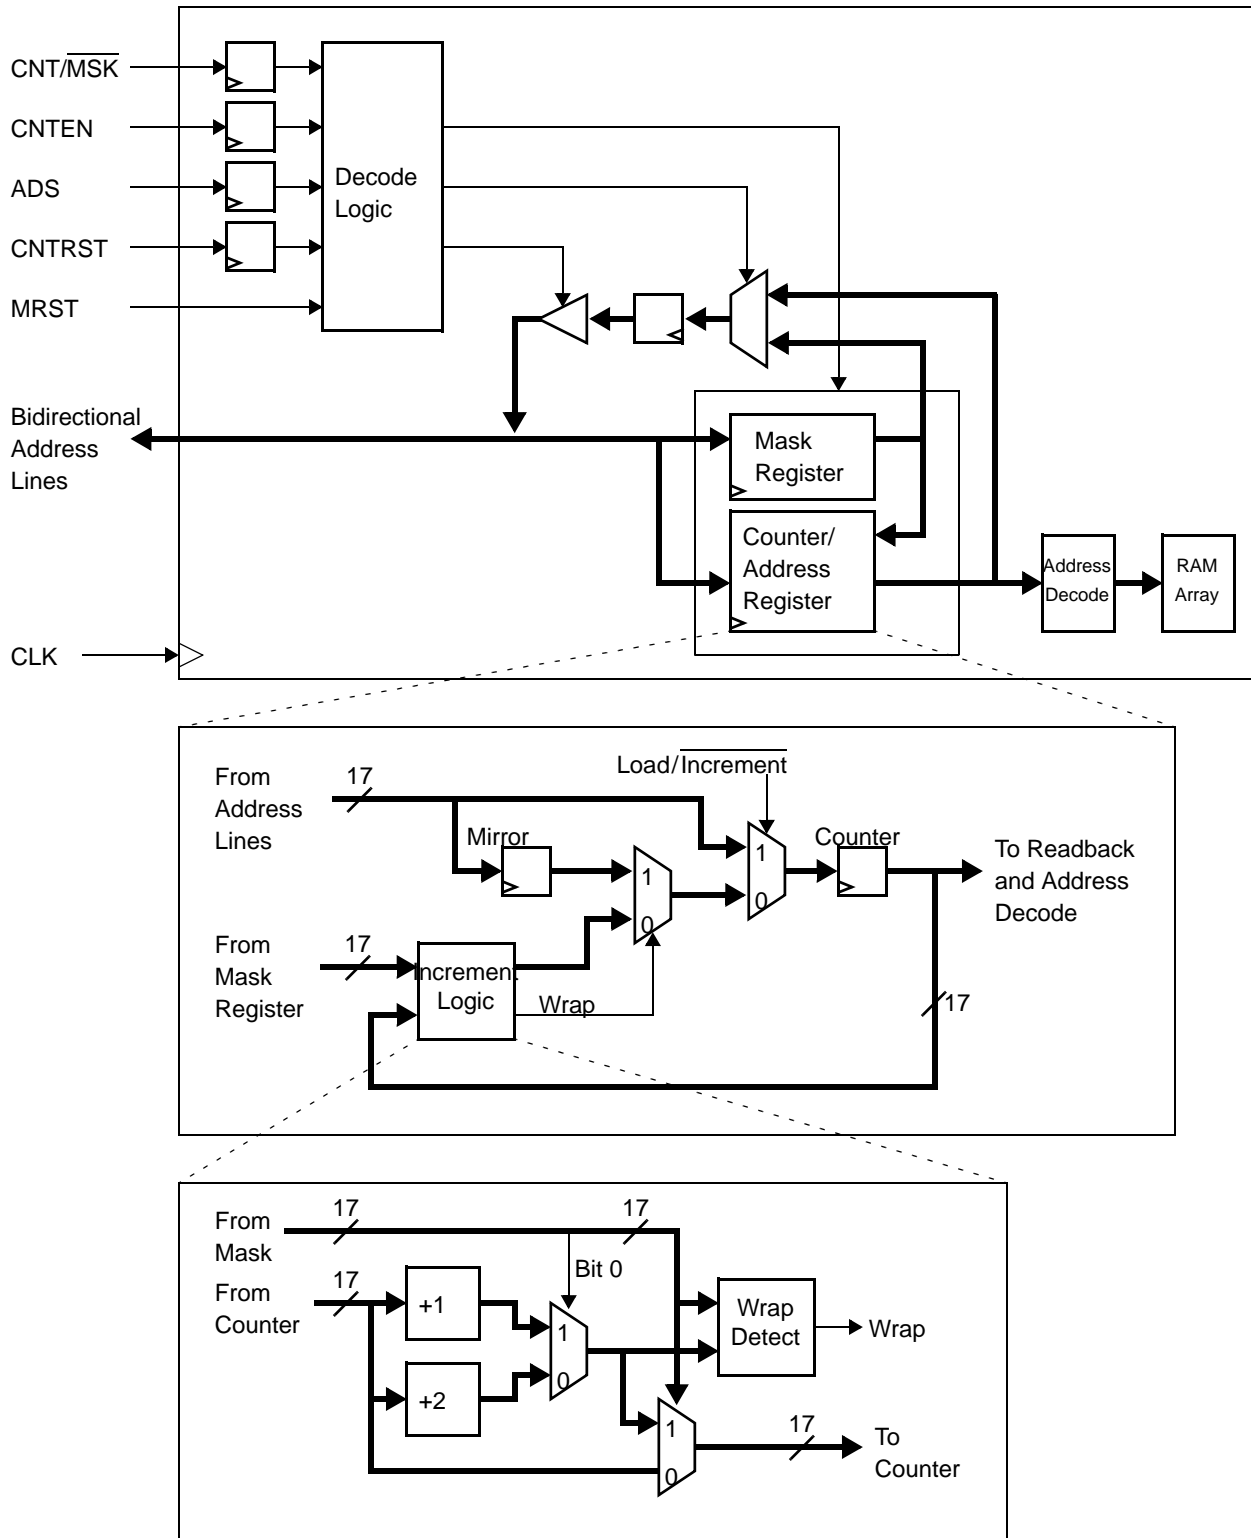 CNT/MSK
CNTEN
ADS
CNTRST
MRST
Decode
Logic
Bidirectional
Address
Lines
Mask
Register
Counter/
Address
Register
Address
Decode
RAM
Array
CLK
From
Address
Lines
17
Load/Increment
Mirror
1
0
1
0
Counter
To Readback
and Address
Decode
From
Mask
Register
17
Increment
Logic
Wrap
17
From
Mask
17
17
Bit 0
From
Counter
17
+1
+2
1
0
Wrap
Detect
Wrap
1
0
17
To
Counter